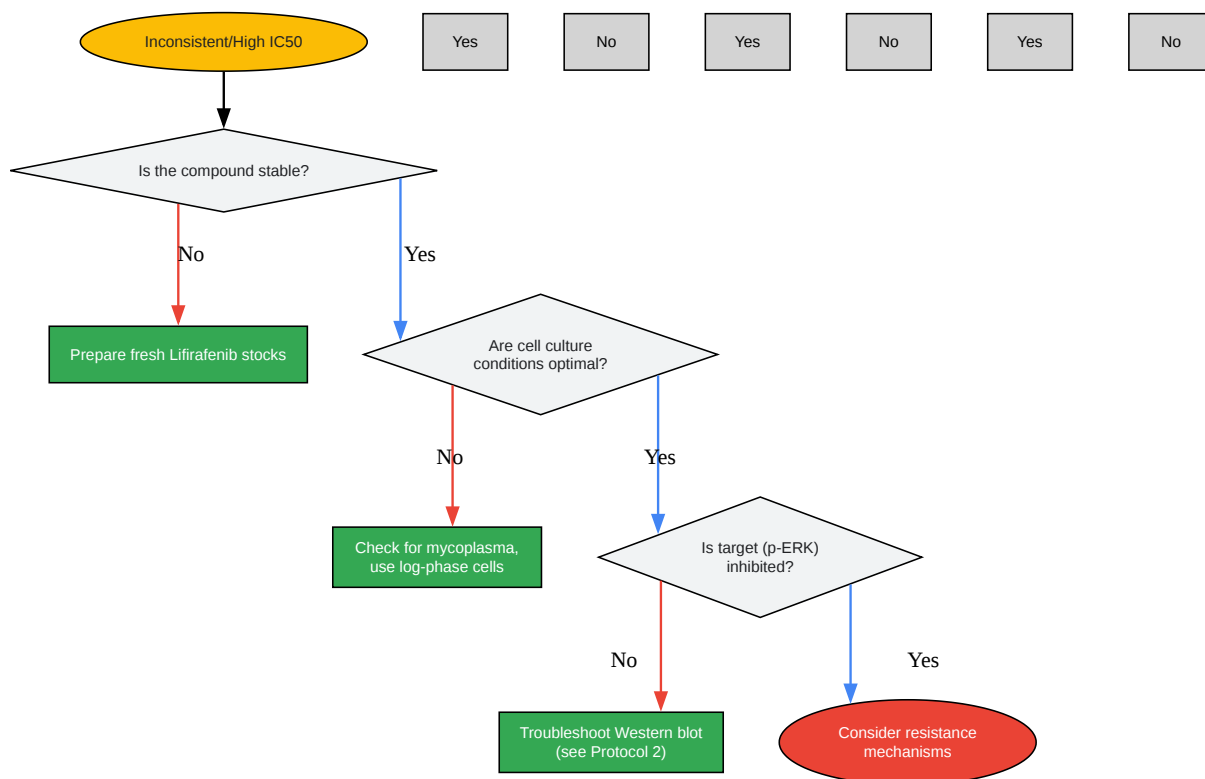 Inconsistent/High IC50
Yes
No
Yes
No
Yes
No
Is the compound stable?
No
Yes
Prepare fresh Lifirafenib stocks
Are cell culture
conditions optimal?
No
Yes
Check for mycoplasma,
use log-phase cells
Is target (p-ERK)
inhibited?
No
Yes
Troubleshoot Western blot
(see Protocol 2)
Consider resistance
mechanisms